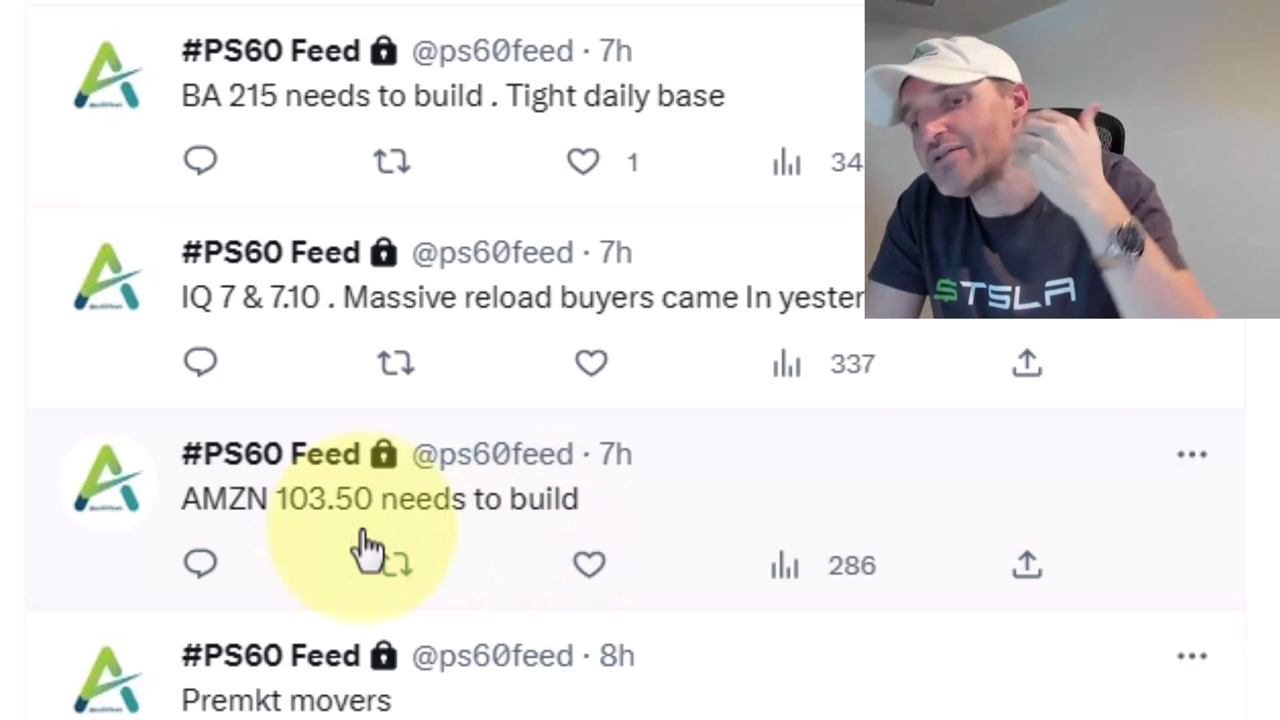 #PS60 Feed @ps60feed · 7h
BA 215 needs to build . Tight daily base
1 34
#PS60 Feed @ps60feed · 7h
IQ 7 & 7.10 . Massive reload buyers came In yester
337
$TSLA
#PS60 Feed @ps60feed · 7h
AMZN 103.50 needs to build
286
#PS60 Feed @ps60feed · 8h
Premkt movers